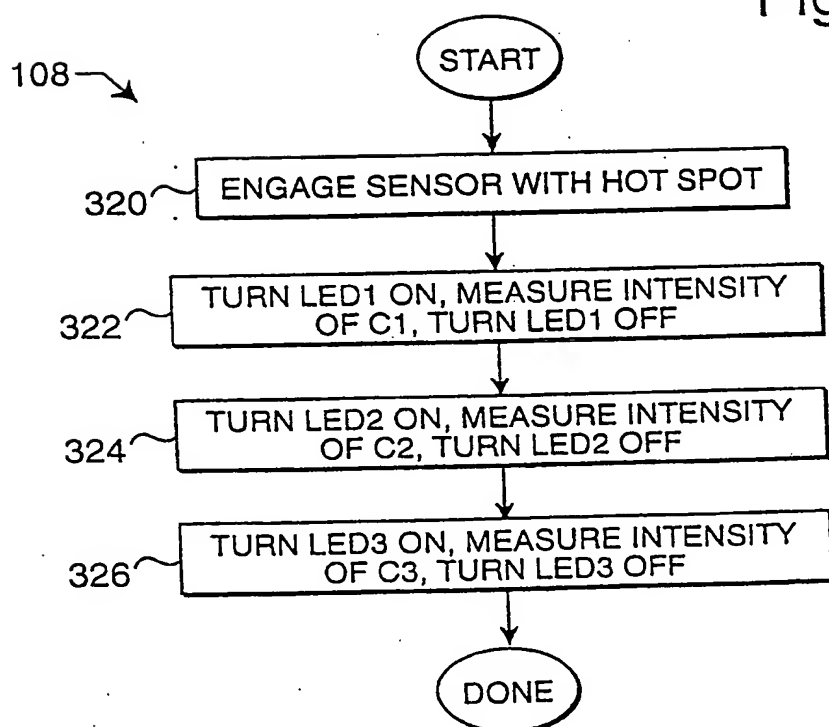 Fig
START
108
ENGAGE SENSOR WITH HOT SPOT
320
TURN LED1 ON, MEASURE INTENSITY
OF C1, TURN LED1 OFF
322
TURN LED2 ON, MEASURE INTENSITY
OF C2, TURN LED2 OFF
324
TURN LED3 ON, MEASURE INTENSITY
OF C3, TURN LED3 OFF
326
DONE